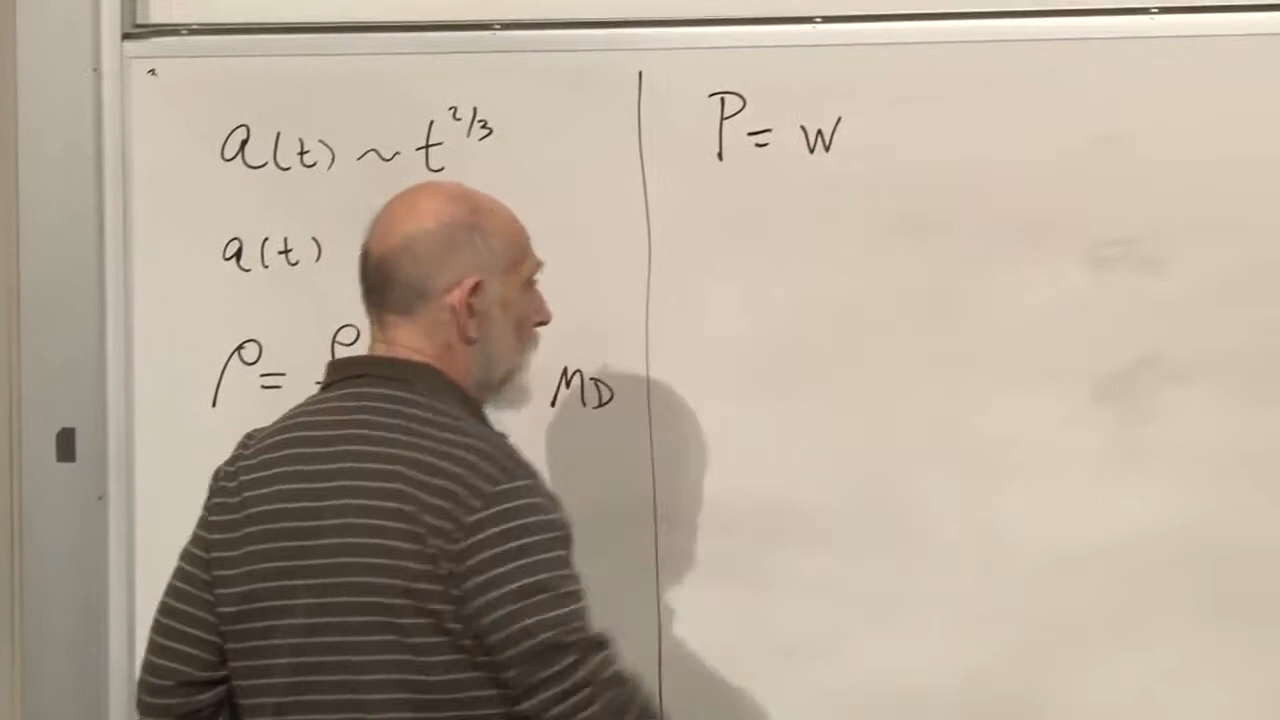 a(t) ~ t^{2/3}
a(t)
ρ = ρ
MD
P = w